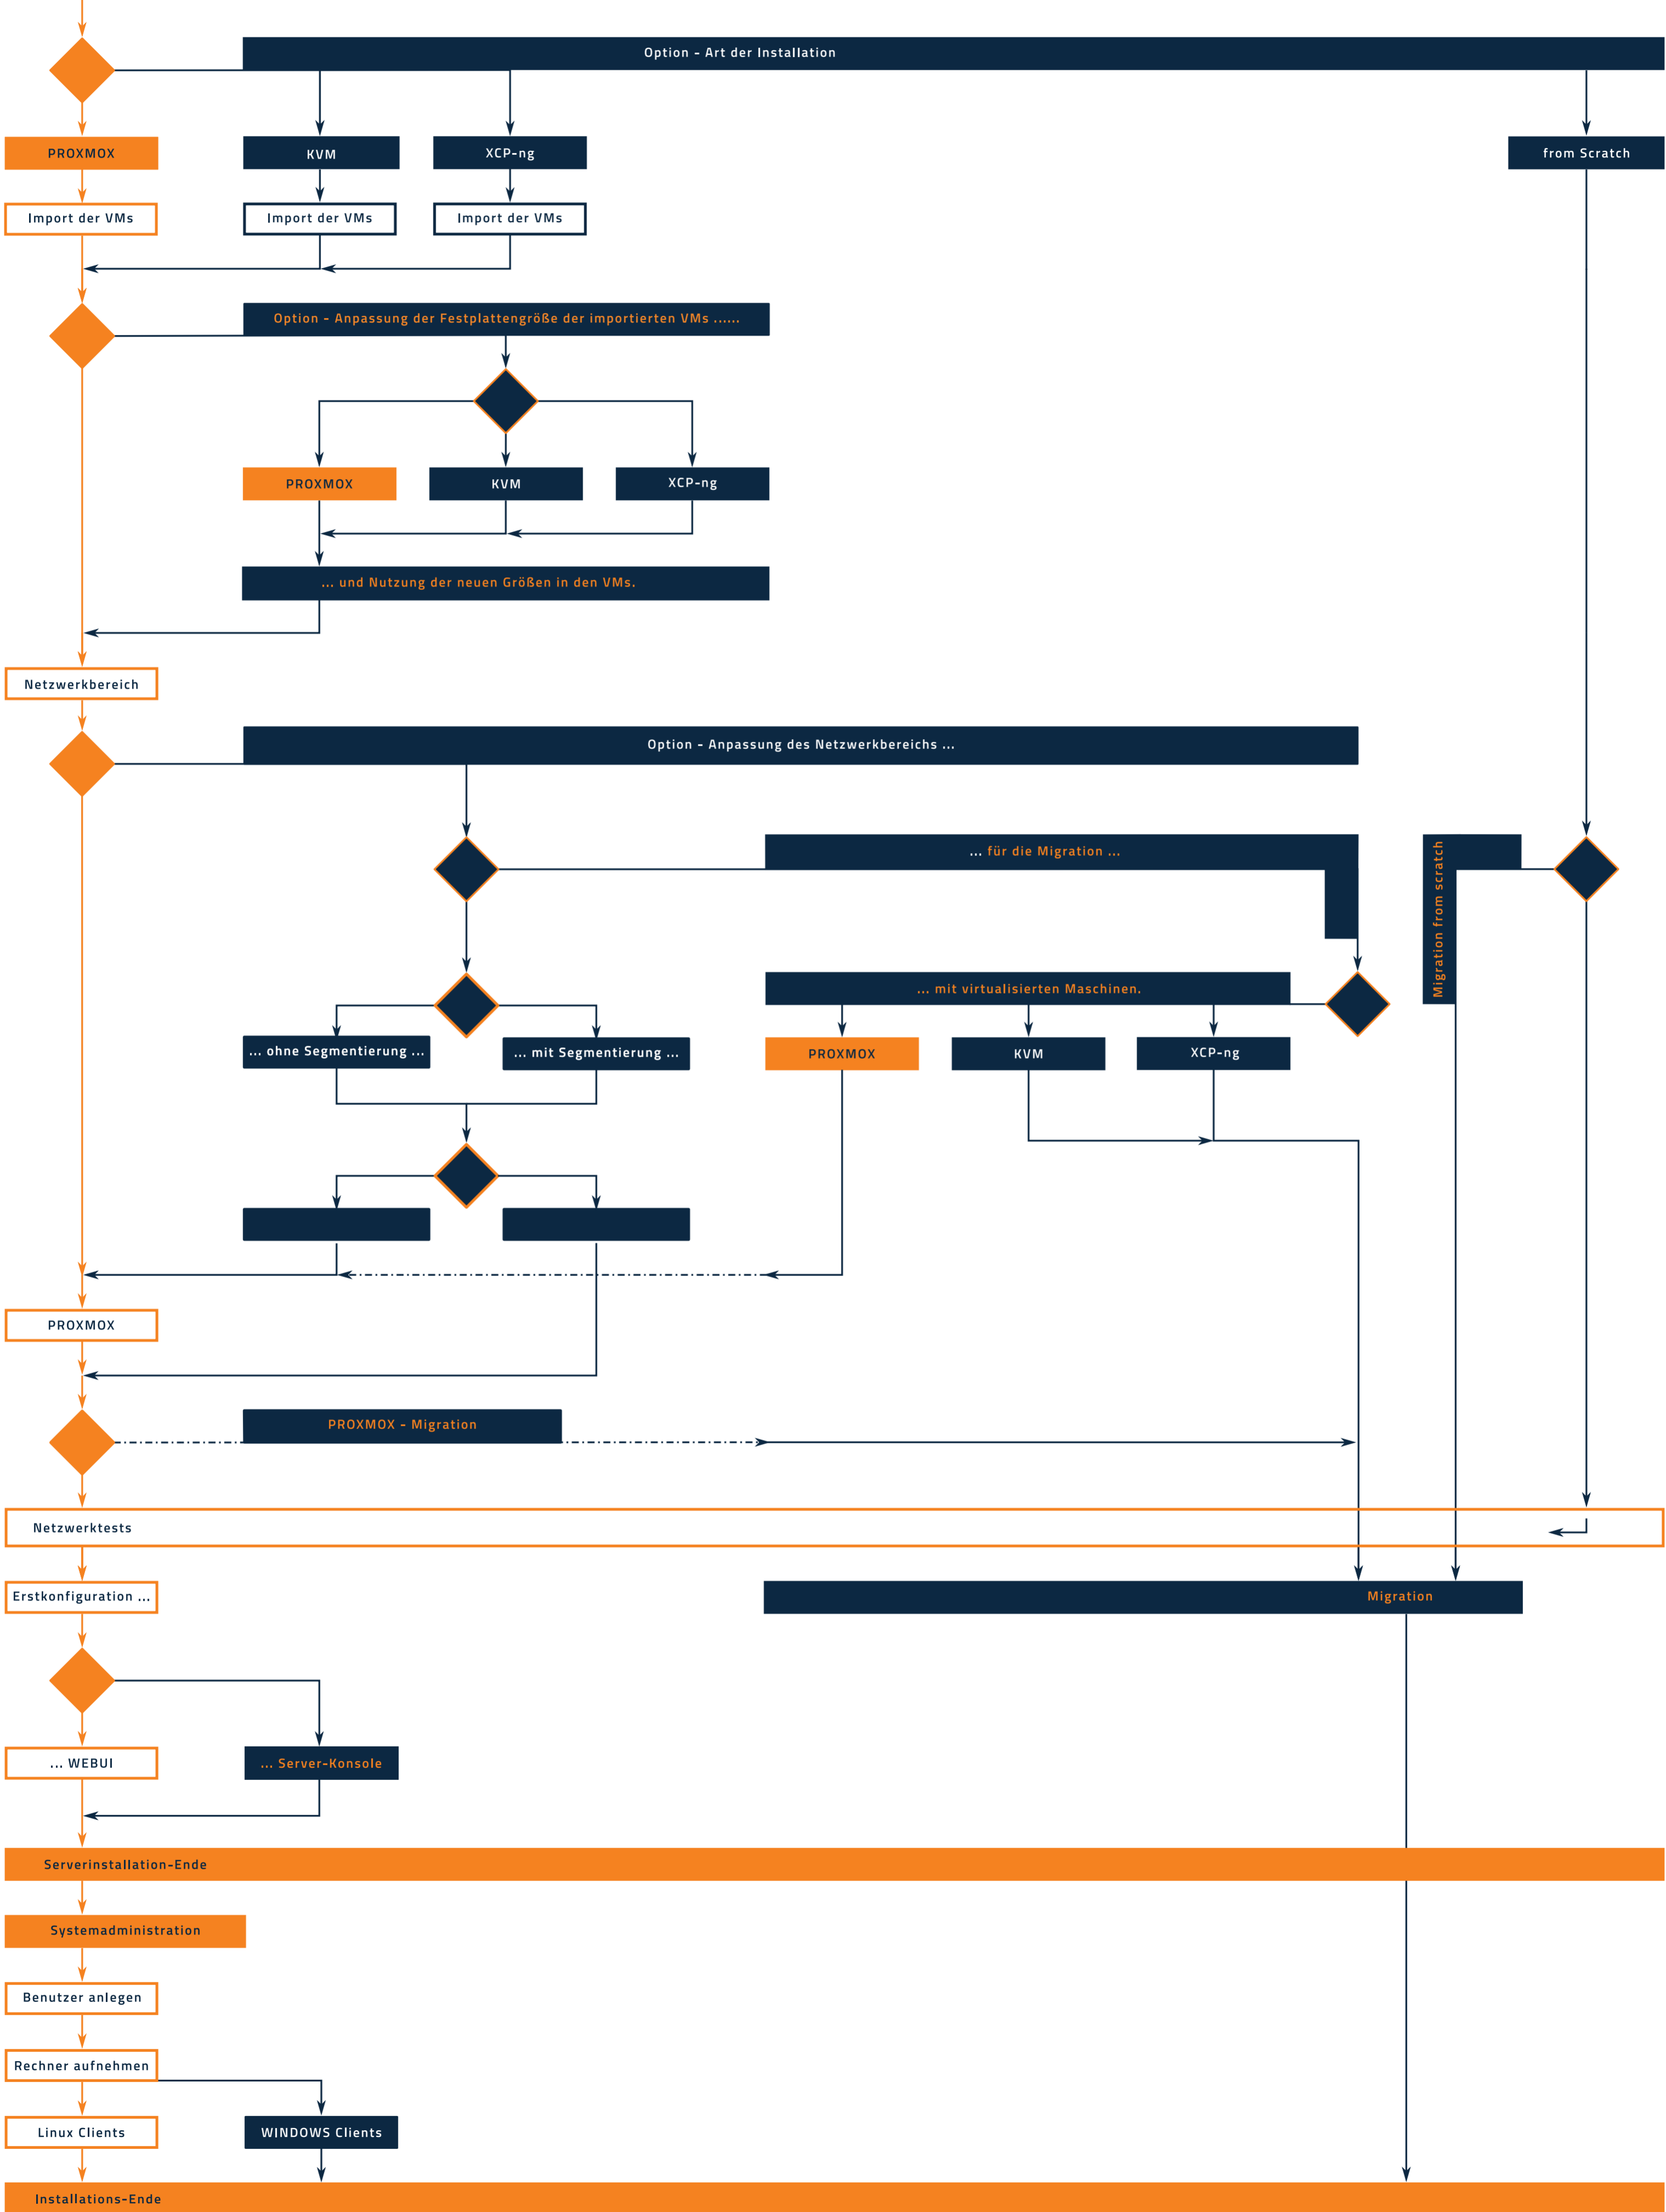 Option - Art der Installation
PROXMOX
KVM
XCP-ng
from Scratch
Import der VMs
Import der VMs
Import der VMs
Option - Anpassung der Festplattengröße der importierten VMs ......
PROXMOX
KVM
XCP-ng
... und Nutzung der neuen Größen in den VMs.
Netzwerkbereich
Option - Anpassung des Netzwerkbereichs ...
... für die Migration ...
Migration from scratch
... mit virtualisierten Maschinen.
... ohne Segmentierung ...
... mit Segmentierung ...
PROXMOX
KVM
XCP-ng
PROXMOX
PROXMOX - Migration
Netzwerktests
Erstkonfiguration ...
Migration
... WEBUI
... Server-Konsole
Serverinstallation-Ende
Systemadministration
Benutzer anlegen
Rechner aufnehmen
Linux Clients
WINDOWS Clients
Installations-Ende